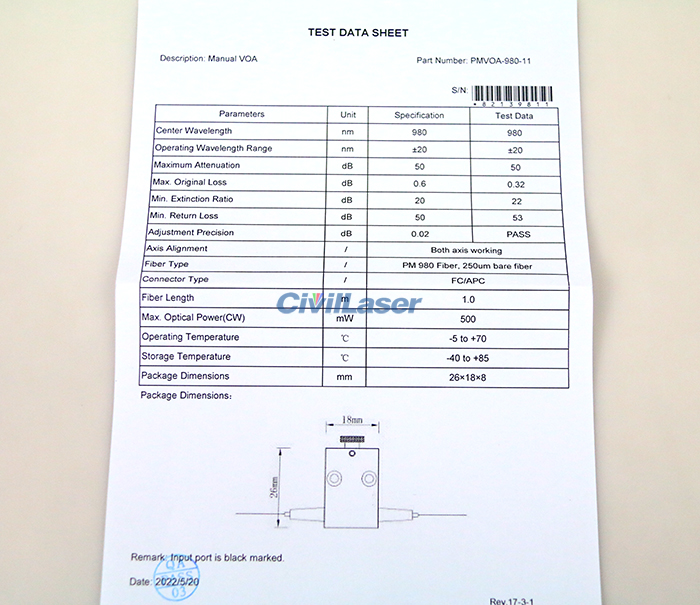 TEST DATA SHEET
Description: Manual VOA Part Number: PMVOA-980-11
S/N:
*82139811
Parameters Unit Specification Test Data
Center Wavelength nm 980 980
Operating Wavelength Range nm ±20 ±20
Maximum Attenuation dB 50 50
Max. Original Loss dB 0.6 0.32
Min. Extinction Ratio dB 20 22
Min. Return Loss dB 50 53
Adjustment Precision dB 0.02 PASS
Axis Alignment / Both axis working
Fiber Type / PM 980 Fiber, 250um bare fiber
Connector Type / FC/APC
Fiber Length m 1.0
CivilLaser
Max. Optical Power(CW) mW 500
Operating Temperature ℃ -5 to +70
Storage Temperature ℃ -40 to +85
Package Dimensions mm 26×18×8
Package Dimensions:
18mm
26mm
Remark: Input port is black marked.
QA
PASS
03
Date: 2022/5/20
Rev.17-3-1